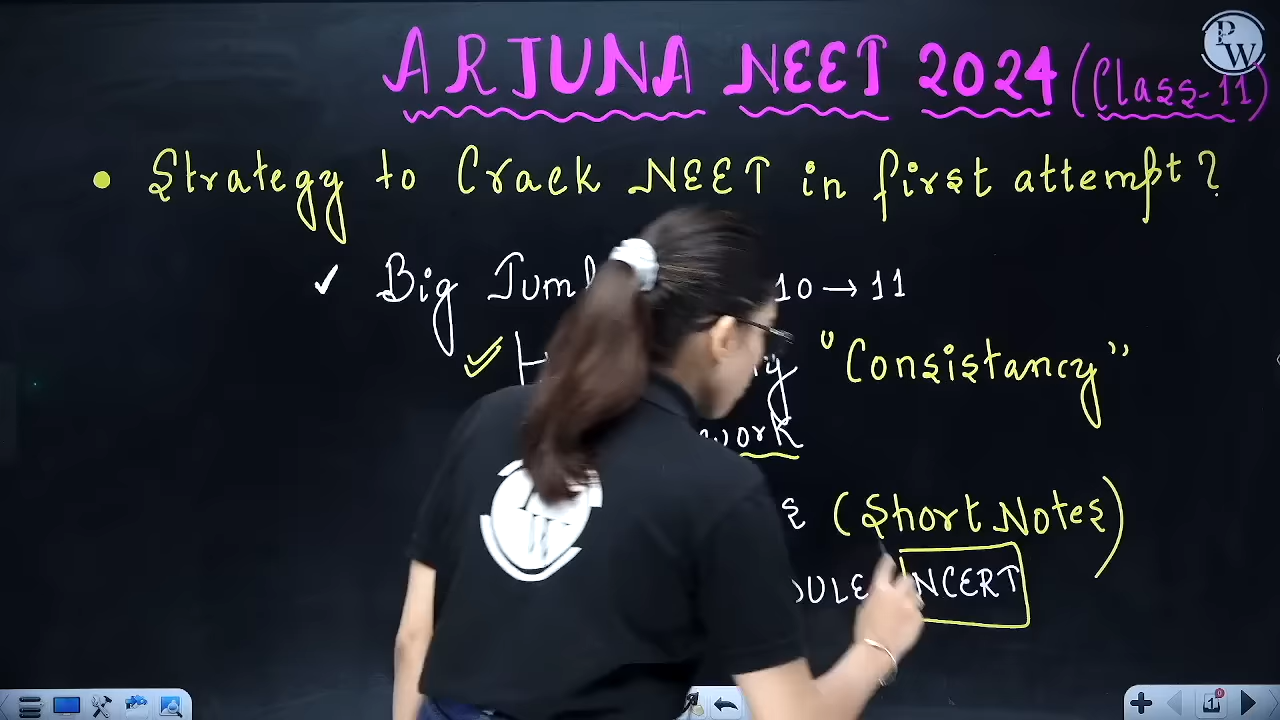 ARJUNA NEET 2024 (Class-11)
PW
• Strategy to Crack NEET in first attempt?
✓ Big 10 → 11
✓ "Consistancy"
work
(Short Notes)
NCERT